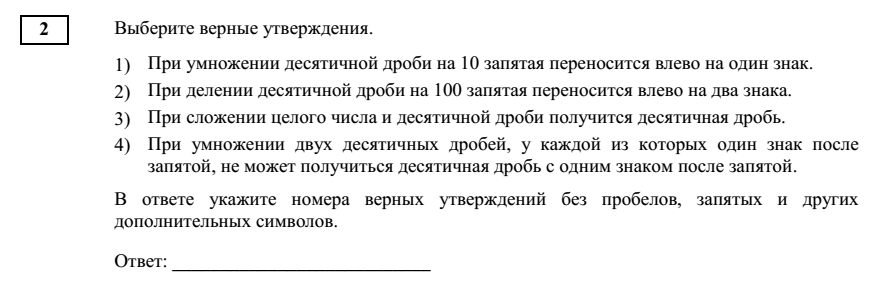 2
Выберите верные утверждения.
1) При умножении десятичной дроби на 10 запятая переносится влево на один знак.
2) При делении десятичной дроби на 100 запятая переносится влево на два знака.
3) При сложении целого числа и десятичной дроби получится десятичная дробь.
4) При умножении двух десятичных дробей, у каждой из которых один знак после
запятой, не может получиться десятичная дробь с одним знаком после запятой.
В ответе укажите номера верных утверждений без пробелов, запятых и других
дополнительных символов.
Ответ: ___________________________